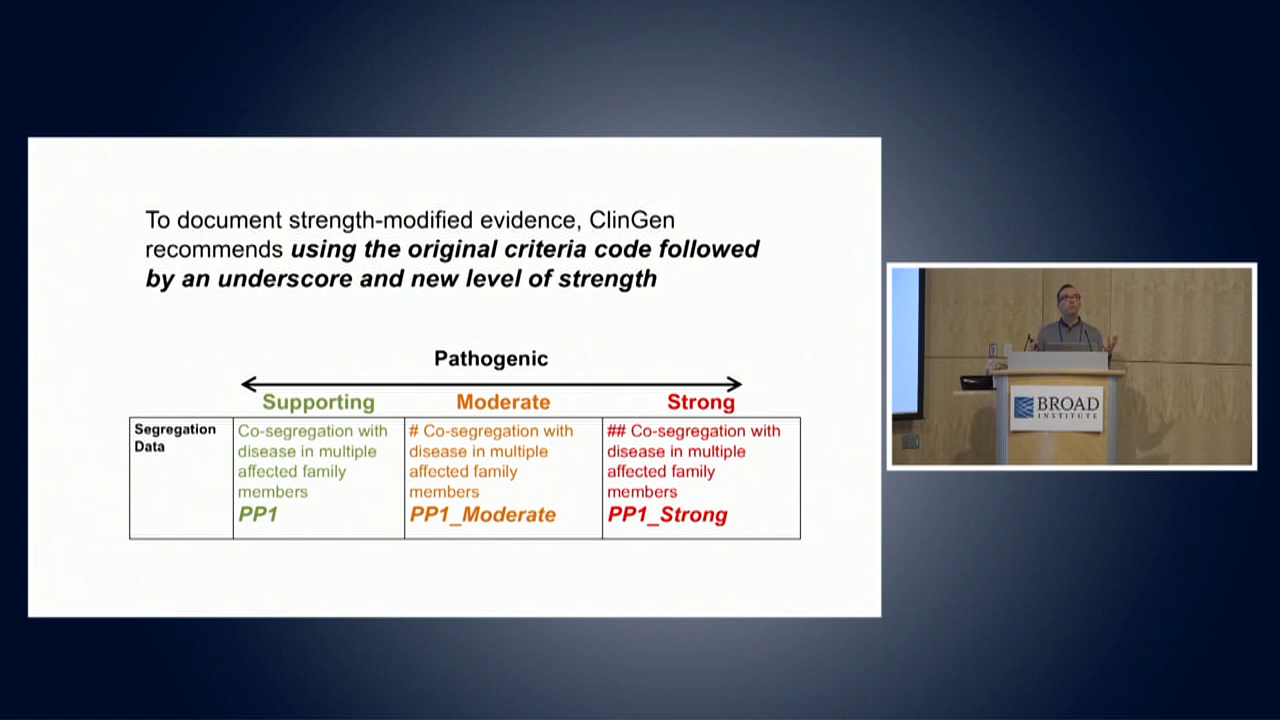 To document strength-modified evidence, ClinGen
recommends using the original criteria code followed
by an underscore and new level of strength
Pathogenic
Supporting
Moderate
Strong
Segregation
Data
Co-segregation with
disease in multiple
affected family
members
PP1
# Co-segregation with
disease in multiple
affected family
members
PP1_Moderate
## Co-segregation with
disease in multiple
affected family
members
PP1_Strong
BROAD
INSTITUTE